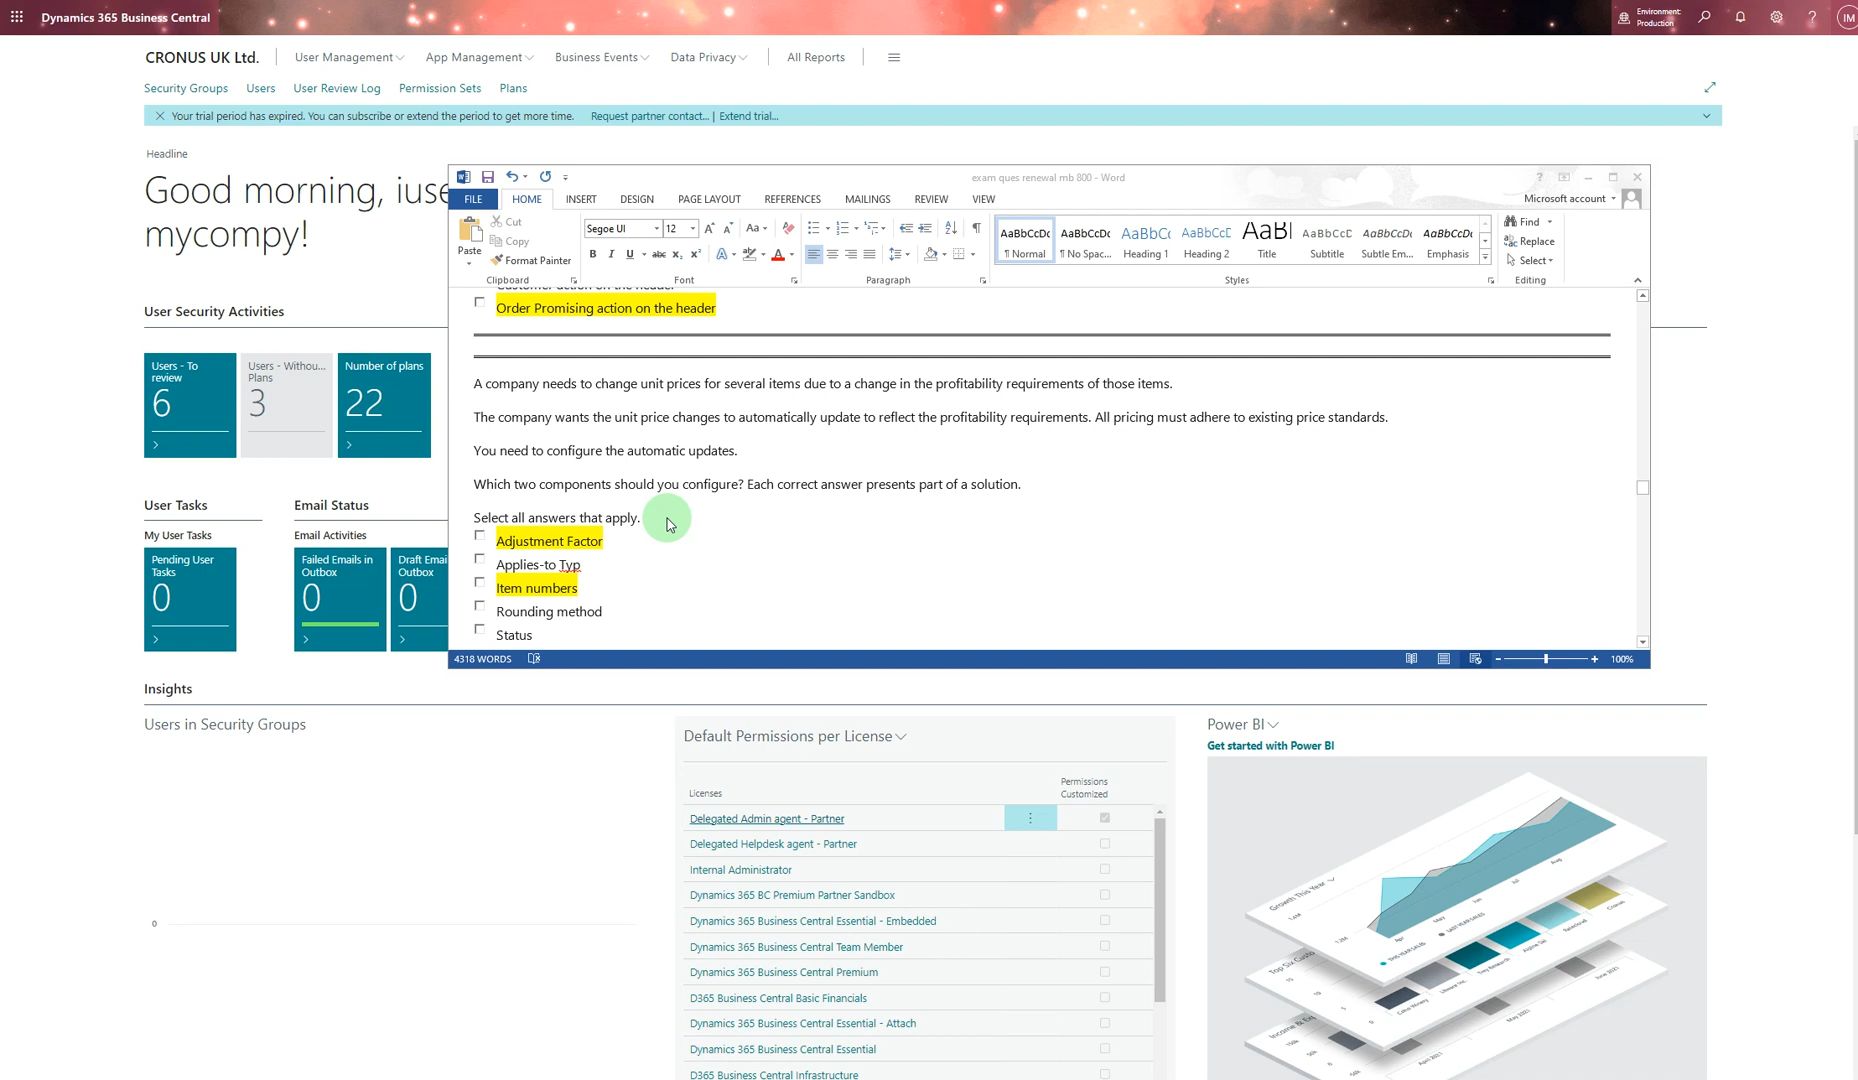 Dynamics 365 Business Central
Environment:
Production
IM
CRONUS UK Ltd.
User Management
App Management
Business Events
Data Privacy
All Reports
Security Groups
Users
User Review Log
Permission Sets
Plans
Your trial period has expired. You can subscribe or extend the period to get more time.
Request partner contact... | Extend trial...
Headline
Good morning, iuse
mycompy!
exam ques renewal mb 800 - Word
FILE
HOME
INSERT
DESIGN
PAGE LAYOUT
REFERENCES
MAILINGS
REVIEW
VIEW
Microsoft account
Paste
Cut
Copy
Format Painter
Clipboard
Segoe UI
12
Font
Paragraph
AaBbCcDc
¶ Normal
AaBbCcDc
¶ No Spac...
AaBbCc
Heading 1
AaBbCcD
Heading 2
AaBl
Title
AaBbCcD
Subtitle
AaBbCcDc
Subtle Em...
AaBbCcDc
Emphasis
Styles
Find
Replace
Select
Editing
Order Promising action on the header
A company needs to change unit prices for several items due to a change in the profitability requirements of those items.
The company wants the unit price changes to automatically update to reflect the profitability requirements. All pricing must adhere to existing price standards.
You need to configure the automatic updates.
Which two components should you configure? Each correct answer presents part of a solution.
Select all answers that apply.
Adjustment Factor
Applies-to Typ
Item numbers
Rounding method
Status
4318 WORDS
100%
User Security Activities
Users - To
review
6
Users - Withou...
Plans
3
Number of plans
22
User Tasks
My User Tasks
Pending User
Tasks
0
Email Status
Email Activities
Failed Emails in
Outbox
0
Draft Emai
Outbox
0
Insights
Users in Security Groups
0
Default Permissions per License
Licenses
Permissions
Customized
Delegated Admin agent - Partner
Delegated Helpdesk agent - Partner
Internal Administrator
Dynamics 365 BC Premium Partner Sandbox
Dynamics 365 Business Central Essential - Embedded
Dynamics 365 Business Central Team Member
Dynamics 365 Business Central Premium
D365 Business Central Basic Financials
Dynamics 365 Business Central Essential - Attach
Dynamics 365 Business Central Essential
D365 Business Central Infrastructure
Power BI
Get started with Power BI
Growth This Year